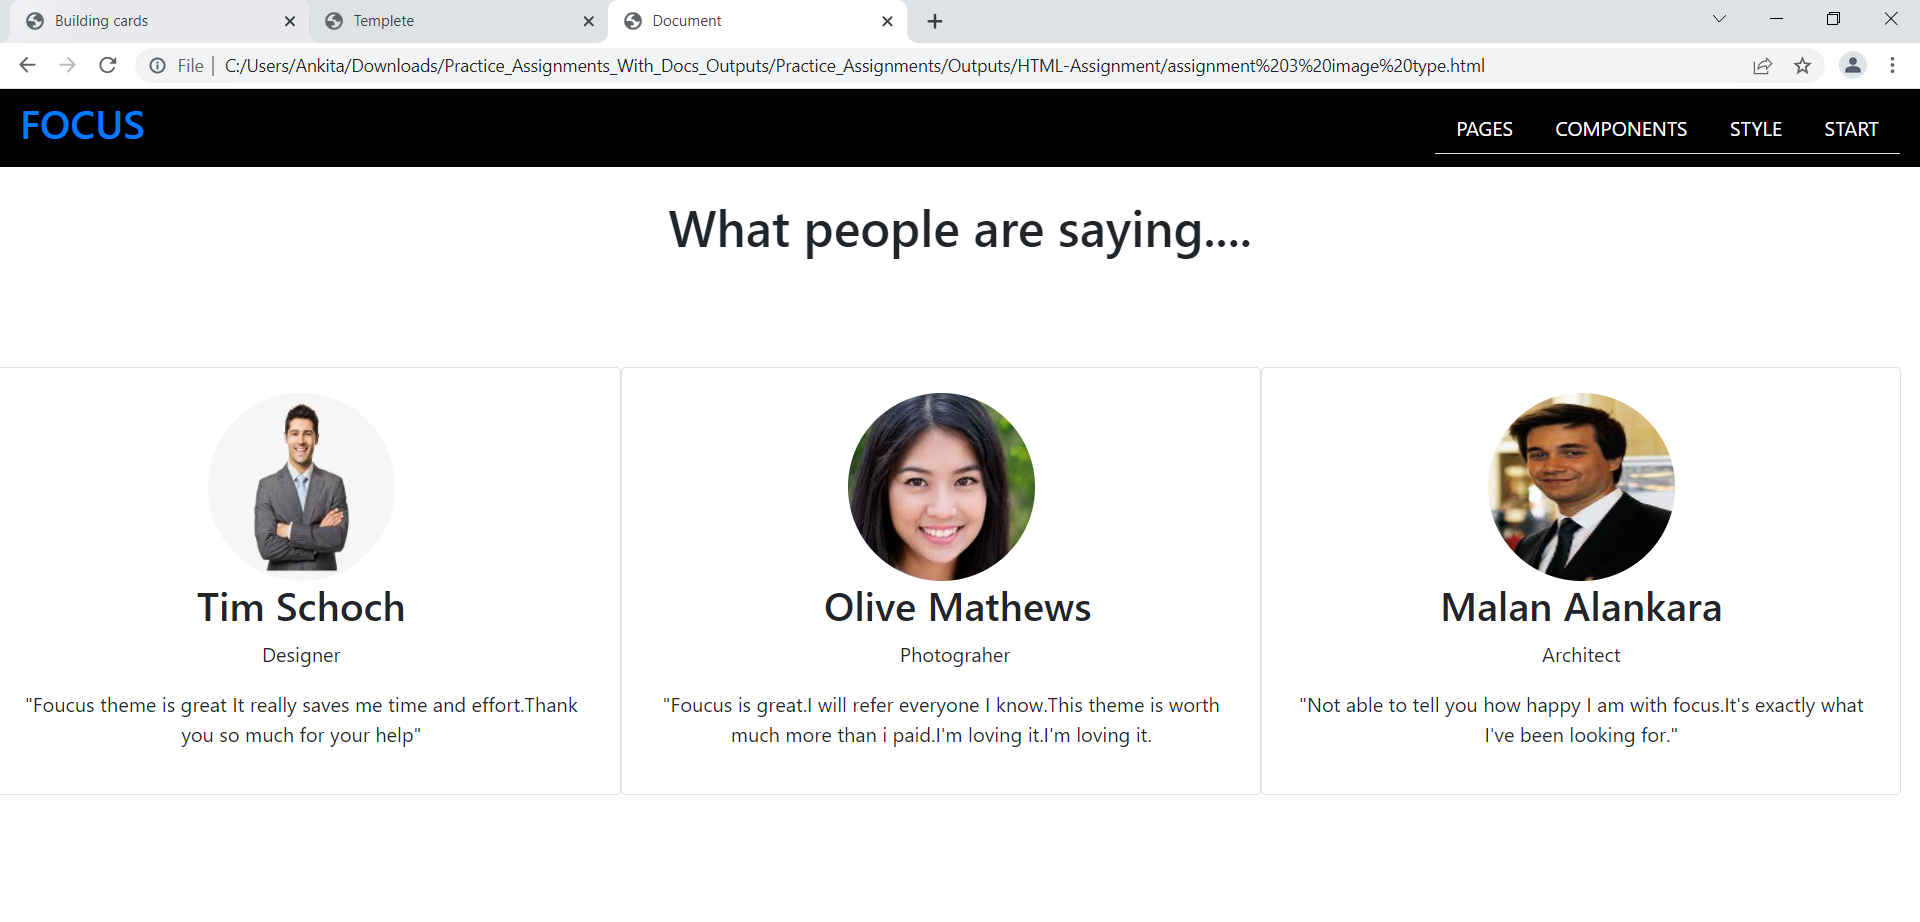 Building cards
Templete
Document
File
C:/Users/Ankita/Downloads/Practice_Assignments_With_Docs_Outputs/Practice_Assignments/Outputs/HTML-Assignment/assignment%203%20image%20type.html
FOCUS
PAGES COMPONENTS STYLE START
What people are saying....
Tim Schoch
Designer
"Foucus theme is great It really saves me time and effort.Thank
you so much for your help"
Olive Mathews
Photograher
"Foucus is great.I will refer everyone I know.This theme is worth
much more than i paid.I'm loving it.I'm loving it.
Malan Alankara
Architect
"Not able to tell you how happy I am with focus.It's exactly what
I've been looking for."